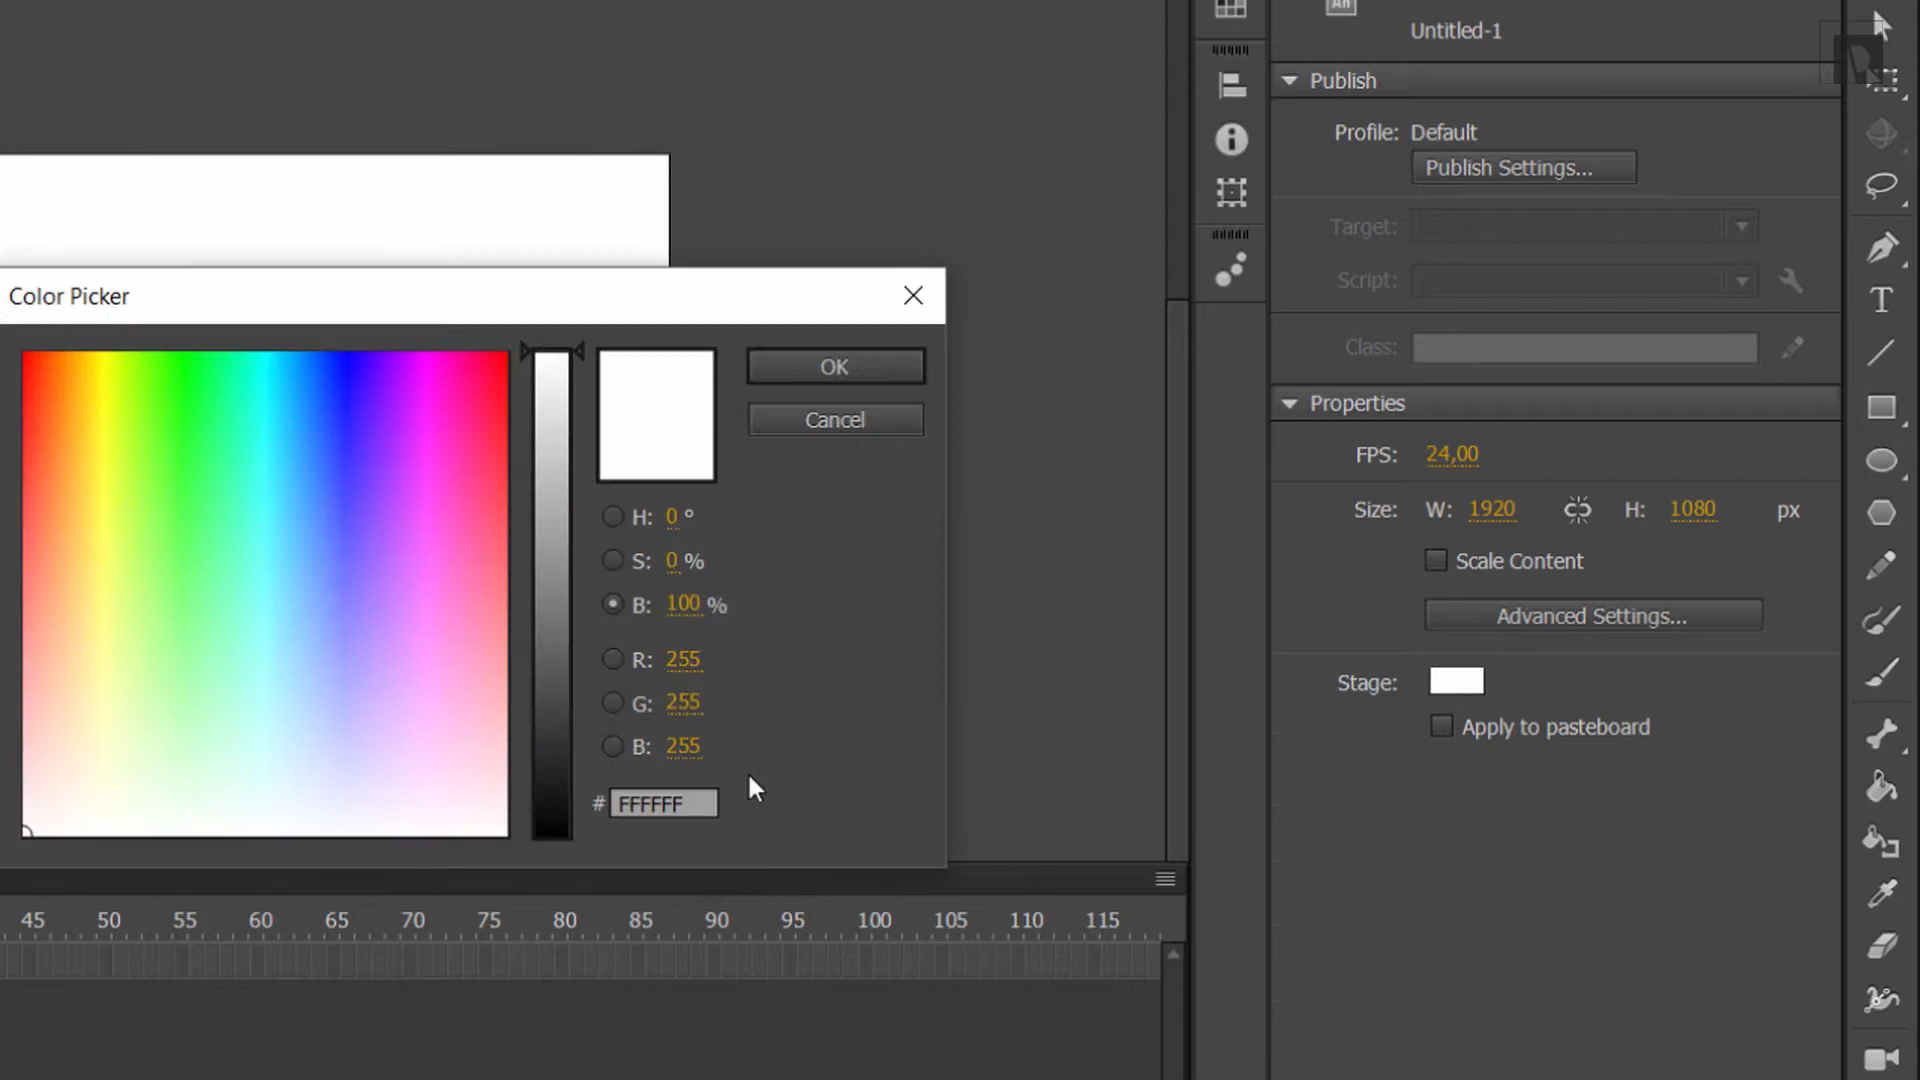 An
Untitled-1
Publish
Profile: Default
Publish Settings...
Target:
Script:
Class:
Properties
FPS: 24,00
Size: W: 1920 H: 1080 px
Scale Content
Advanced Settings...
Stage:
Apply to pasteboard
Color Picker
OK
Cancel
H: 0 °
S: 0 %
B: 100 %
R: 255
G: 255
B: 255
# FFFFFF
45 50 55 60 65 70 75 80 85 90 95 100 105 110 115
T